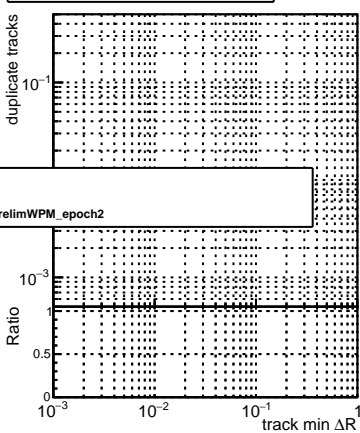 duplicate tracks
10⁻¹
relimWPM_epoch2
10⁻³
Ratio
1
0.5
0
10⁻³ 10⁻² 10⁻¹ 1
track min ΔR